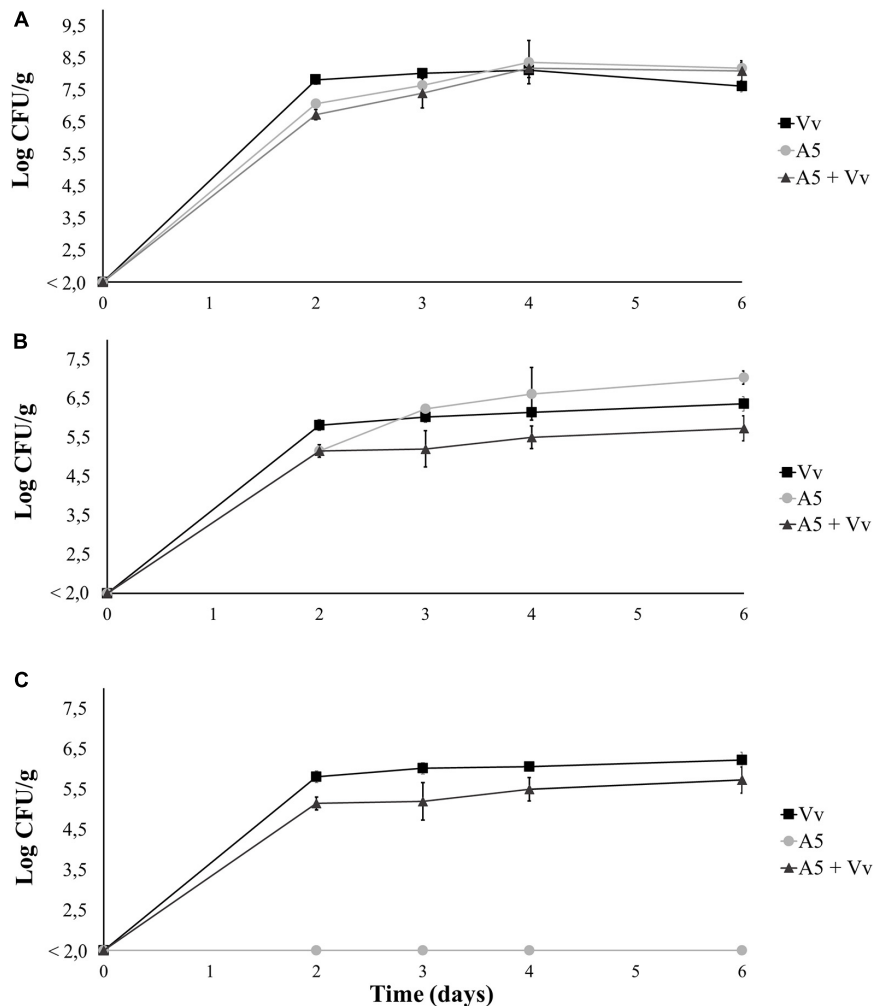 A
Log CFU/g
9,5
8,5
7,5
6,5
5,5
4,5
3,5
2,5
< 2,0
0 1 2 3 4 5 6
Vv
A5
A5 + Vv
B
Log CFU/g
7,5
6,5
5,5
4,5
3,5
2,5
< 2,0
0 1 2 3 4 5 6
Vv
A5
A5 + Vv
C
Log CFU/g
7,5
6,5
5,5
4,5
3,5
2,5
< 2,0
0 1 2 3 4 5 6
Vv
A5
A5 + Vv
Time (days)